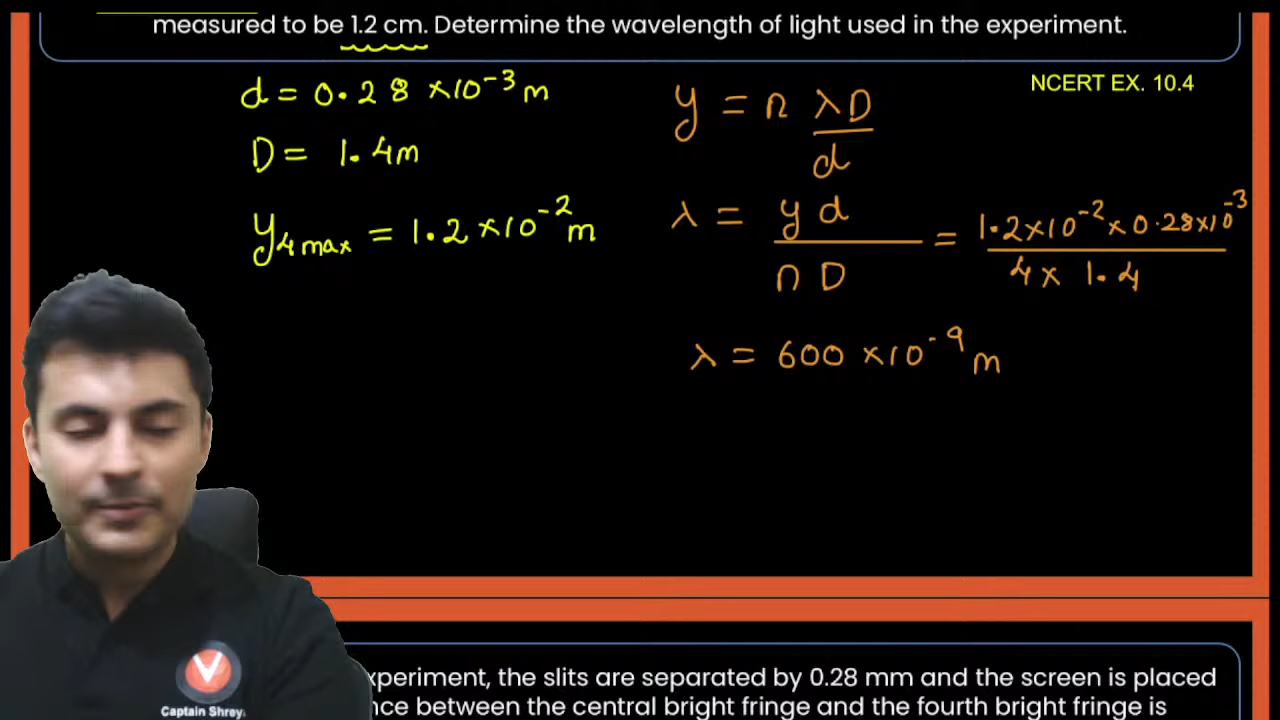 measured to be 1.2 cm. Determine the wavelength of light used in the experiment.
NCERT EX. 10.4
d = 0.28 ×10⁻³ m
D = 1.4m
y₄ max = 1.2 ×10⁻² m
y = n λD / d
λ = y d / n D = 1.2×10⁻² × 0.28×10⁻³ / 4 × 1.4
λ = 600 ×10⁻⁹ m
xperiment, the slits are separated by 0.28 mm and the screen is placed
nce between the central bright fringe and the fourth bright fringe is
V
Captain Shrey